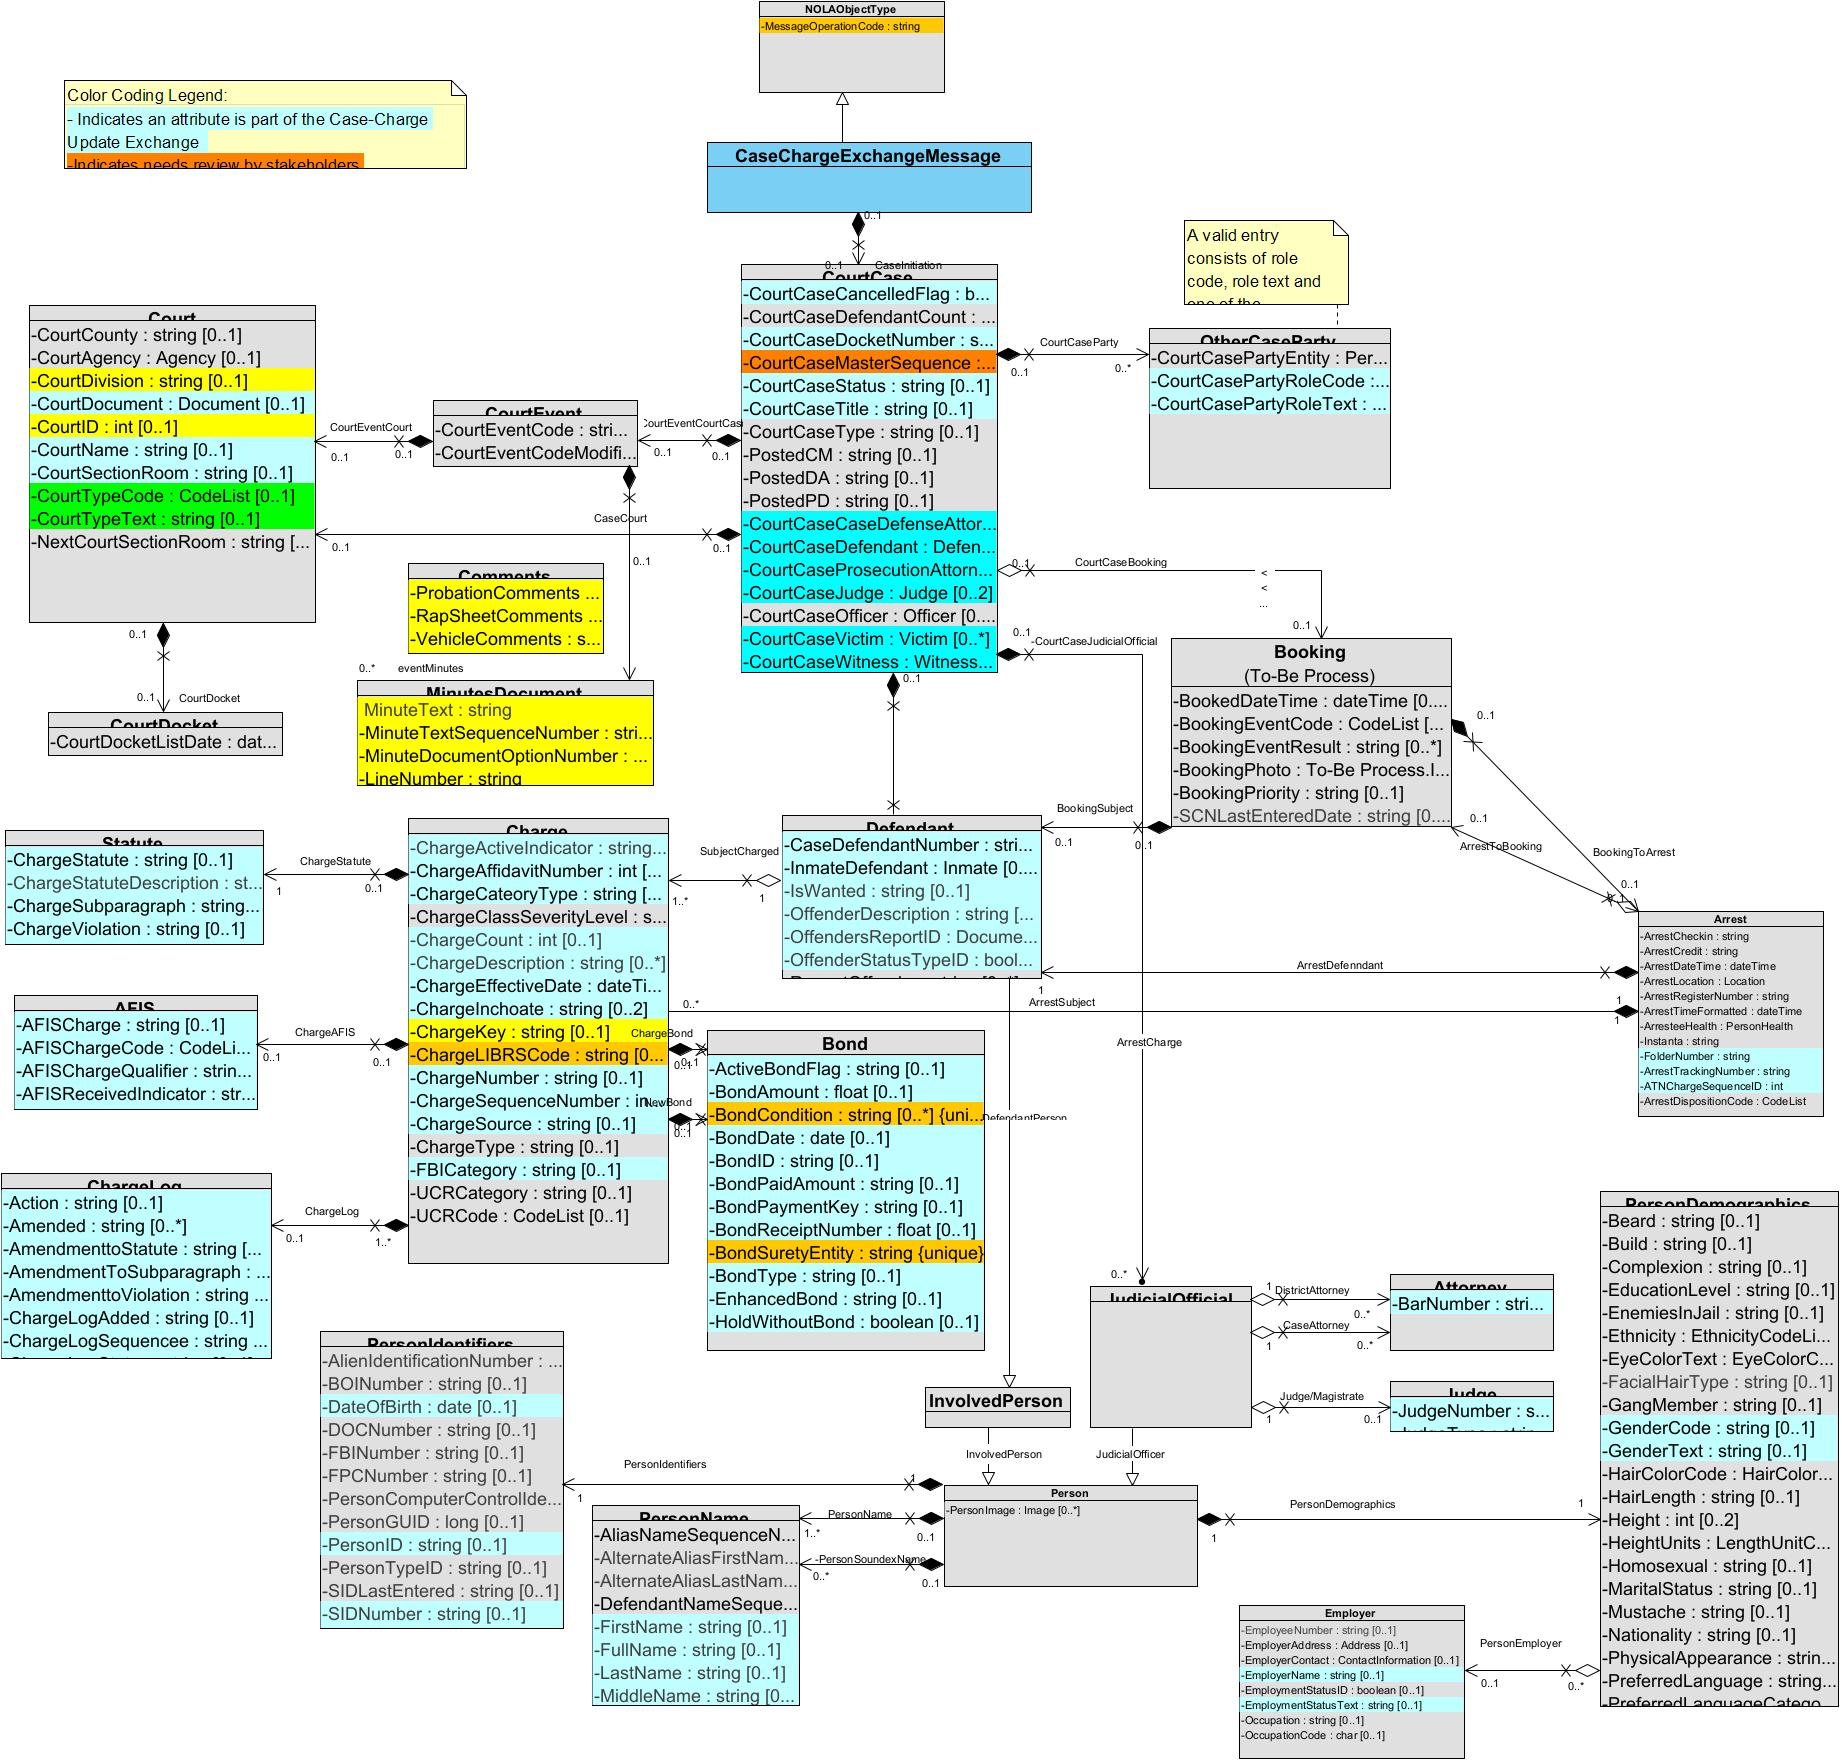 NOLAObjectType
-MessageOperationCode : string
Color Coding Legend:
- Indicates an attribute is part of the Case-Charge
Update Exchange
-Indicates needs review by stakeholders
CaseChargeExchangeMessage
0..1
0..1
CaseInitiation
A valid entry
consists of role
code, role text and
one of the
CourtCase
-CourtCaseCancelledFlag : b...
-CourtCaseDefendantCount : ...
-CourtCaseDocketNumber : s...
-CourtCaseMasterSequence :...
-CourtCaseStatus : string [0..1]
-CourtCaseTitle : string [0..1]
-CourtCaseType : string [0..1]
-PostedCM : string [0..1]
-PostedDA : string [0..1]
-PostedPD : string [0..1]
-CourtCaseCaseDefenseAttor...
-CourtCaseDefendant : Defen...
-CourtCaseProsecutionAttorn...
-CourtCaseJudge : Judge [0..2]
-CourtCaseOfficer : Officer [0....
-CourtCaseVictim : Victim [0..*]
-CourtCaseWitness : Witness...
Court
-CourtCounty : string [0..1]
-CourtAgency : Agency [0..1]
-CourtDivision : string [0..1]
-CourtDocument : Document [0..1]
-CourtID : int [0..1]
-CourtName : string [0..1]
-CourtSectionRoom : string [0..1]
-CourtTypeCode : CodeList [0..1]
-CourtTypeText : string [0..1]
-NextCourtSectionRoom : string [...
CourtEventCourt
0..1
0..1
CourtEvent
-CourtEventCode : stri...
-CourtEventCodeModifi...
CourtEventCourtCas
0..1
0..1
CourtCaseParty
0..1
0..*
OtherCaseParty
-CourtCasePartyEntity : Per...
-CourtCasePartyRoleCode :...
-CourtCasePartyRoleText : ...
CaseCourt
0..1
0..1
0..1
Comments
-ProbationComments ...
-RapSheetComments ...
-VehicleComments : s...
0..*
eventMinutes
MinutesDocument
MinuteText : string
-MinuteTextSequenceNumber : stri...
-MinuteDocumentOptionNumber : ...
-LineNumber : string
0..1
0..1
CourtDocket
CourtDocket
-CourtDocketListDate : dat...
0..1
CourtCaseBooking
<
<
...
0..1
0..1
-CourtCaseJudicialOfficial
0..1
Booking
(To-Be Process)
-BookedDateTime : dateTime [0....
-BookingEventCode : CodeList [...
-BookingEventResult : string [0..*]
-BookingPhoto : To-Be Process.I...
-BookingPriority : string [0..1]
-SCNLastEnteredDate : string [0....
0..1
0..1
ArrestToBooking
BookingToArrest
0..1
BookingSubject
0..1
0..1
Defendant
-CaseDefendantNumber : stri...
-InmateDefendant : Inmate [0....
-IsWanted : string [0..1]
-OffenderDescription : string [...
-OffendersReportID : Docume...
-OffenderStatusTypeID : bool...
SubjectCharged
1..*
1
Charge
-ChargeActiveIndicator : string...
-ChargeAffidavitNumber : int [...
-ChargeCateoryType : string [...
-ChargeClassSeverityLevel : s...
-ChargeCount : int [0..1]
-ChargeDescription : string [0..*]
-ChargeEffectiveDate : dateTi...
-ChargeInchoate : string [0..2]
-ChargeKey : string [0..1]
-ChargeLIBRSCode : string [0...
-ChargeNumber : string [0..1]
-ChargeSequenceNumber : in...
-ChargeSource : string [0..1]
-ChargeType : string [0..1]
-FBICategory : string [0..1]
-UCRCategory : string [0..1]
-UCRCode : CodeList [0..1]
Statute
-ChargeStatute : string [0..1]
-ChargeStatuteDescription : st...
-ChargeSubparagraph : string...
-ChargeViolation : string [0..1]
ChargeStatute
1
0..1
AFIS
-AFISCharge : string [0..1]
-AFISChargeCode : CodeLi...
-AFISChargeQualifier : strin...
-AFISReceivedIndicator : str...
ChargeAFIS
0..1
0..1
ChargeLog
-Action : string [0..1]
-Amended : string [0..*]
-AmendmenttoStatute : string [...
-AmendmentToSubparagraph : ...
-AmendmenttoViolation : string ...
-ChargeLogAdded : string [0..1]
-ChargeLogSequencee : string ...
ChargeLog
0..1
1..*
Arrest
-ArrestCheckin : string
-ArrestCredit : string
-ArrestDateTime : dateTime
-ArrestLocation : Location
-ArrestRegisterNumber : string
-ArrestTimeFormatted : dateTime
-ArresteeHealth : PersonHealth
-Instanta : string
-FolderNumber : string
-ArrestTrackingNumber : string
-ATNChargeSequenceID : int
-ArrestDispositionCode : CodeList
ArrestDefenndant
1
1
0..*
ArrestSubject
1
ArrestCharge
ChargeBond
0..1
NewBond
0..1
Bond
-ActiveBondFlag : string [0..1]
-BondAmount : float [0..1]
-BondCondition : string [0..*] {uni...
-BondDate : date [0..1]
-BondID : string [0..1]
-BondPaidAmount : string [0..1]
-BondPaymentKey : string [0..1]
-BondReceiptNumber : float [0..1]
-BondSuretyEntity : string {unique}
-BondType : string [0..1]
-EnhancedBond : string [0..1]
-HoldWithoutBond : boolean [0..1]
DefendantPerson
0..*
JudicialOfficial
1
DistrictAttorney
0..*
CaseAttorney
1
0..*
Attorney
-BarNumber : stri...
Judge/Magistrate
1
0..1
Judge
-JudgeNumber : s...
-JudgeType : strin
InvolvedPerson
InvolvedPerson
JudicialOfficer
Person
-PersonImage : Image [0..*]
PersonIdentifiers
-AlienIdentificationNumber : ...
-BOINumber : string [0..1]
-DateOfBirth : date [0..1]
-DOCNumber : string [0..1]
-FBINumber : string [0..1]
-FPCNumber : string [0..1]
-PersonComputerControlIde...
-PersonGUID : long [0..1]
-PersonID : string [0..1]
-PersonTypeID : string [0..1]
-SIDLastEntered : string [0..1]
-SIDNumber : string [0..1]
PersonIdentifiers
1
1
PersonName
-AliasNameSequenceN...
-AlternateAliasFirstNam...
-AlternateAliasLastNam...
-DefendantNameSeque...
-FirstName : string [0..1]
-FullName : string [0..1]
-LastName : string [0..1]
-MiddleName : string [0...
PersonName
1..*
0..1
-PersonSoundexName
0..*
0..1
PersonDemographics
1
1
PersonDemographics
-Beard : string [0..1]
-Build : string [0..1]
-Complexion : string [0..1]
-EducationLevel : string [0..1]
-EnemiesInJail : string [0..1]
-Ethnicity : EthnicityCodeLi...
-EyeColorText : EyeColorC...
-FacialHairType : string [0..1]
-GangMember : string [0..1]
-GenderCode : string [0..1]
-GenderText : string [0..1]
-HairColorCode : HairColor...
-HairLength : string [0..1]
-Height : int [0..2]
-HeightUnits : LengthUnitC...
-Homosexual : string [0..1]
-MaritalStatus : string [0..1]
-Mustache : string [0..1]
-Nationality : string [0..1]
-PhysicalAppearance : strin...
-PreferredLanguage : string...
-PreferredLanguageCatego
Employer
-EmployeeNumber : string [0..1]
-EmployerAddress : Address [0..1]
-EmployerContact : ContactInformation [0..1]
-EmployerName : string [0..1]
-EmploymentStatusID : boolean [0..1]
-EmploymentStatusText : string [0..1]
-Occupation : string [0..1]
-OccupationCode : char [0..1]
PersonEmployer
0..1
0..*